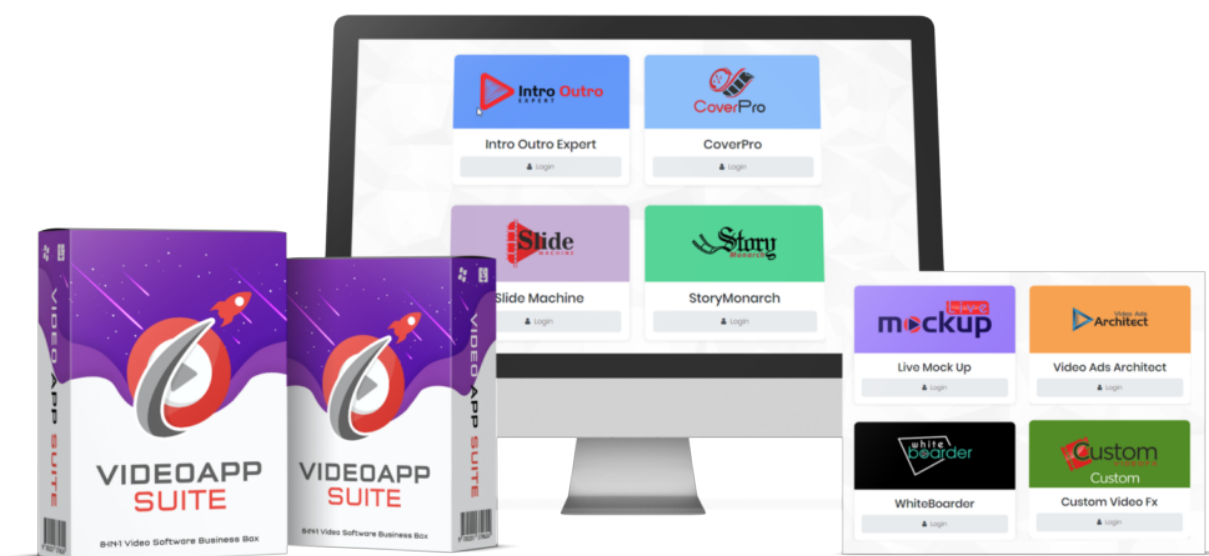 VIDEOAPP SUITE
VIDEOAPP
SUITE
8-IN-1 Video Software Business Box
VIDEOAPP
SUITE
8-IN-1 Video Software Business Box
VIDEO APP SUITE
Intro Outro
EXPERT
Intro Outro Expert
Login
CoverPro
CoverPro
Login
Slide
MACHINE
Slide Machine
Login
Story
Monarch
StoryMonarch
Login
mockup
Live Mock Up
Login
Video Ads
Architect
Video Ads Architect
Login
white
boarder
WhiteBoarder
Login
Custom
VIDEOFX
Custom
Custom Video Fx
Login